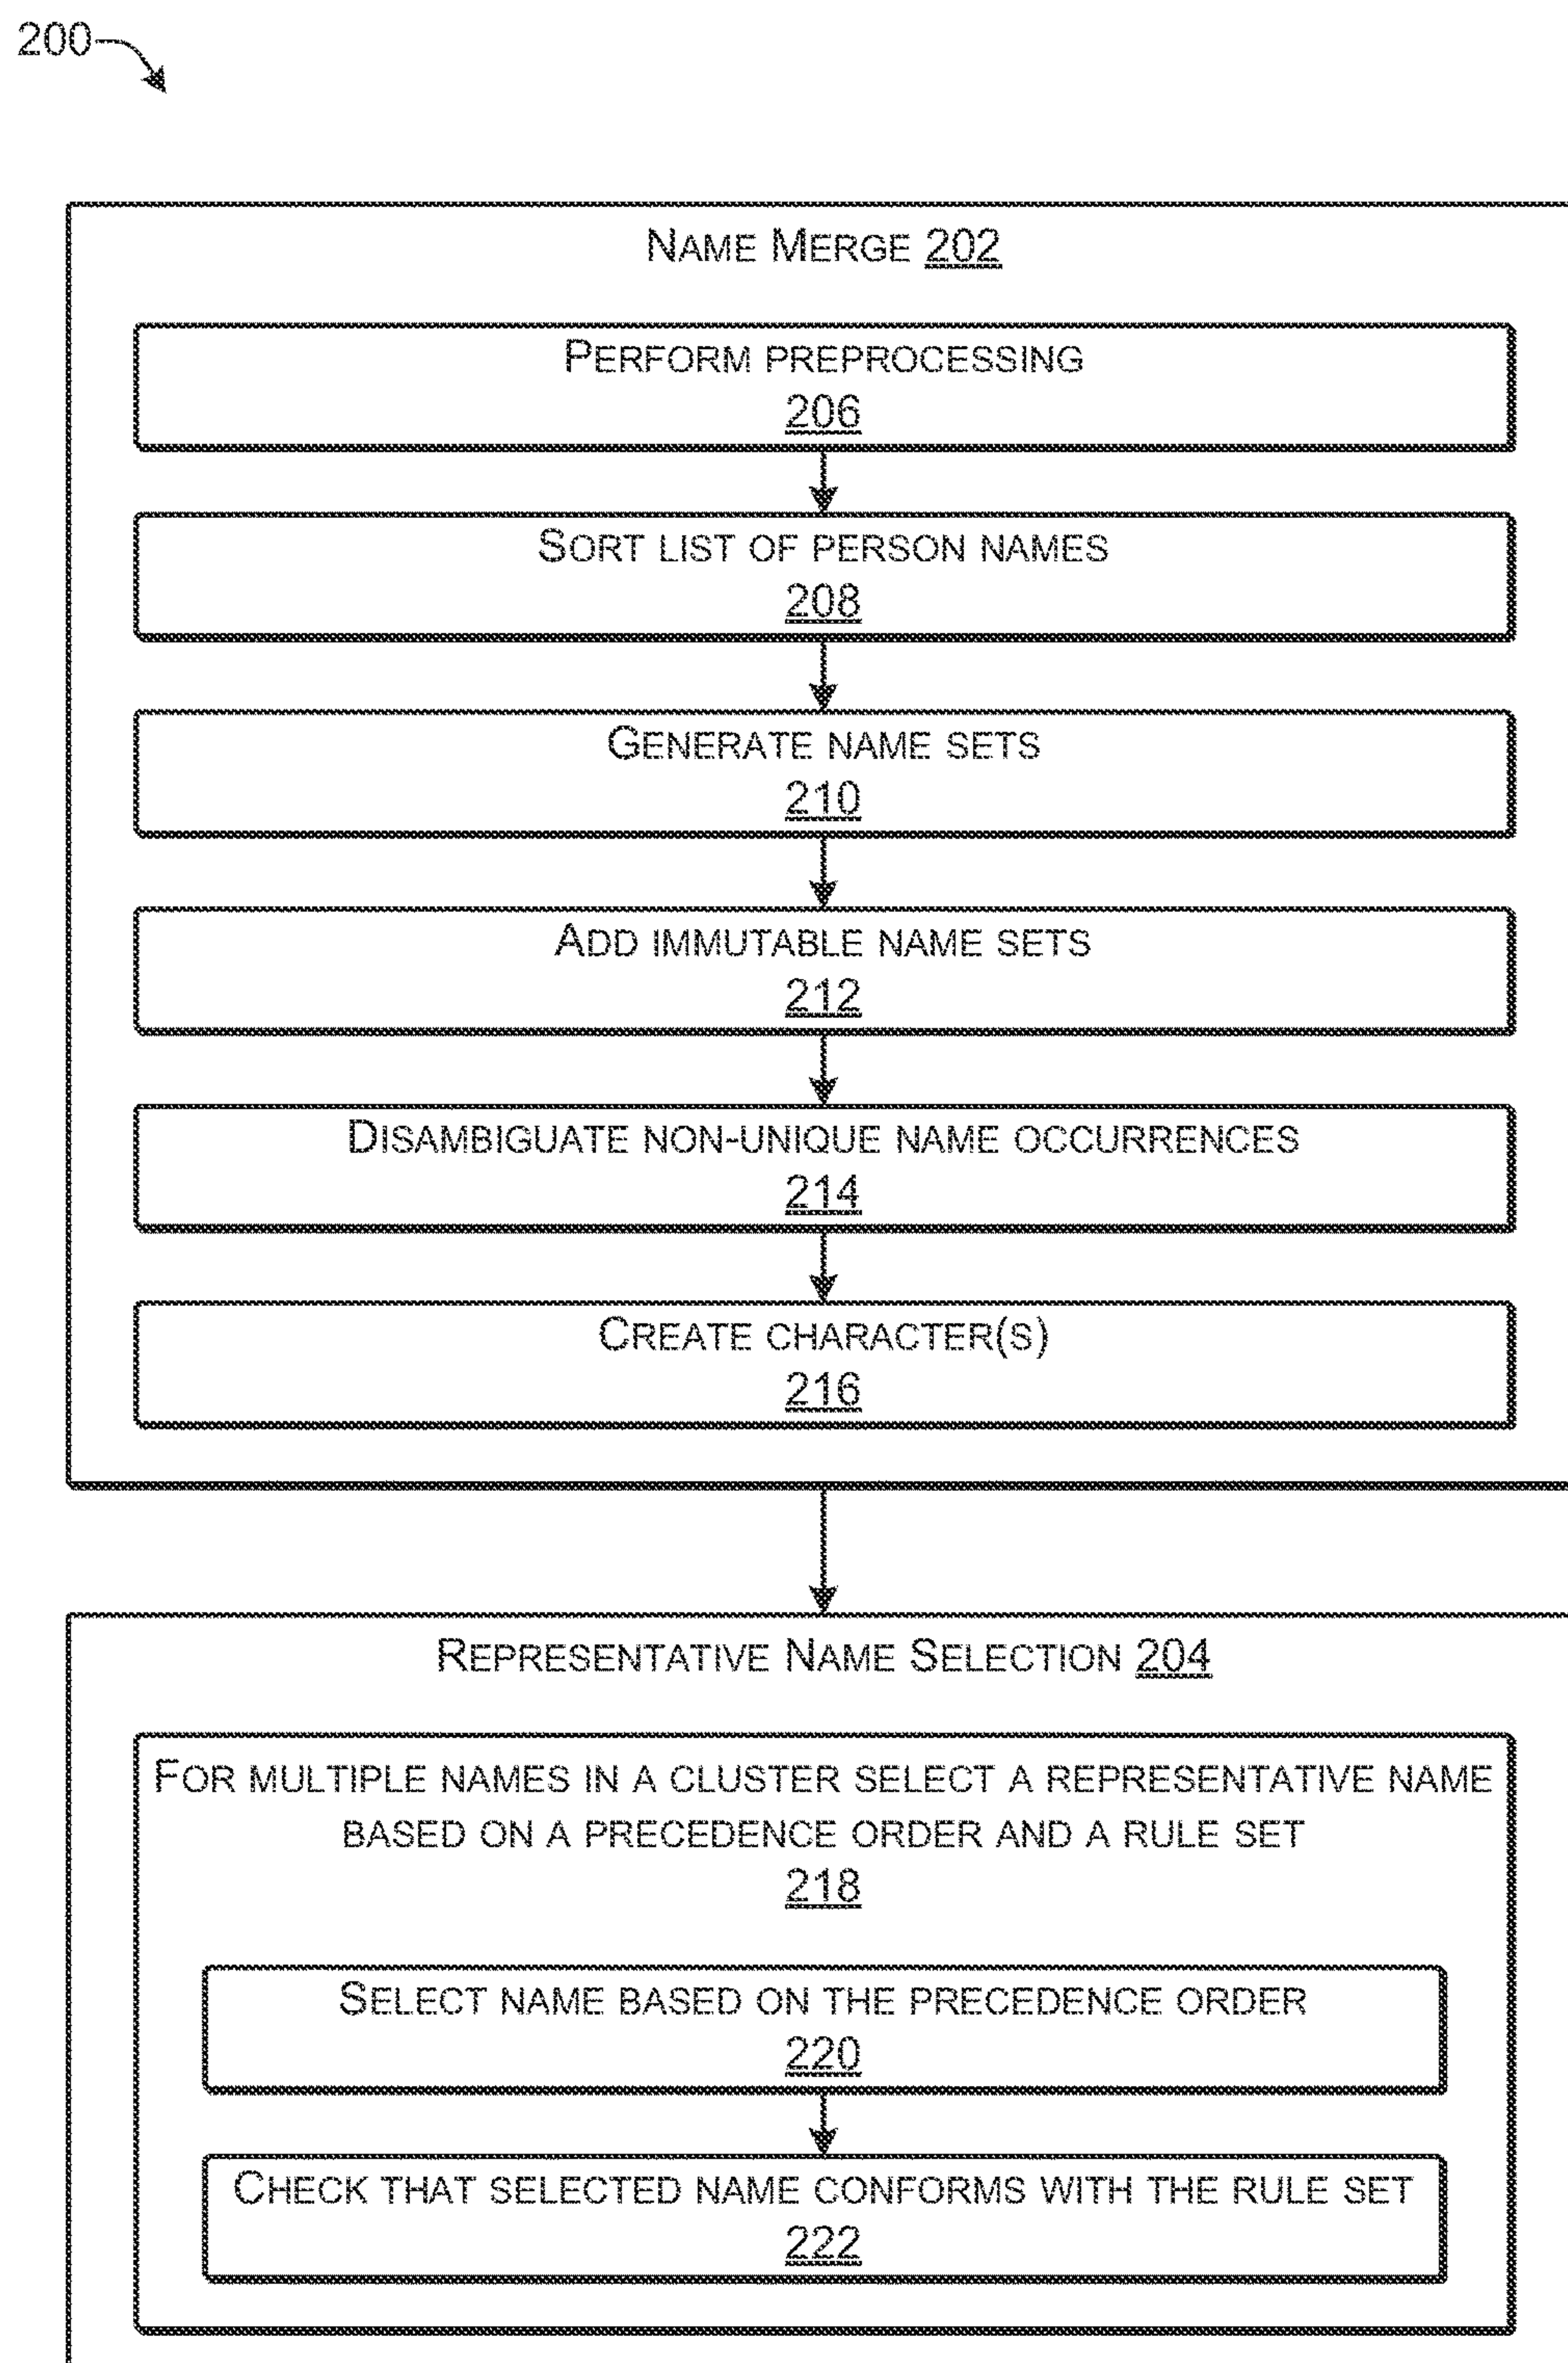 200
NAME MERGE 202
PERFORM PREPROCESSING
206
SORT LIST OF PERSON NAMES
208
GENERATE NAME SETS
210
ADD IMMUTABLE NAME SETS
212
DISAMBIGUATE NON-UNIQUE NAME OCCURRENCES
214
CREATE CHARACTER(S)
216
REPRESENTATIVE NAME SELECTION 204
FOR MULTIPLE NAMES IN A CLUSTER SELECT A REPRESENTATIVE NAME
BASED ON A PRECEDENCE ORDER AND A RULE SET
218
SELECT NAME BASED ON THE PRECEDENCE ORDER
220
CHECK THAT SELECTED NAME CONFORMS WITH THE RULE SET
222